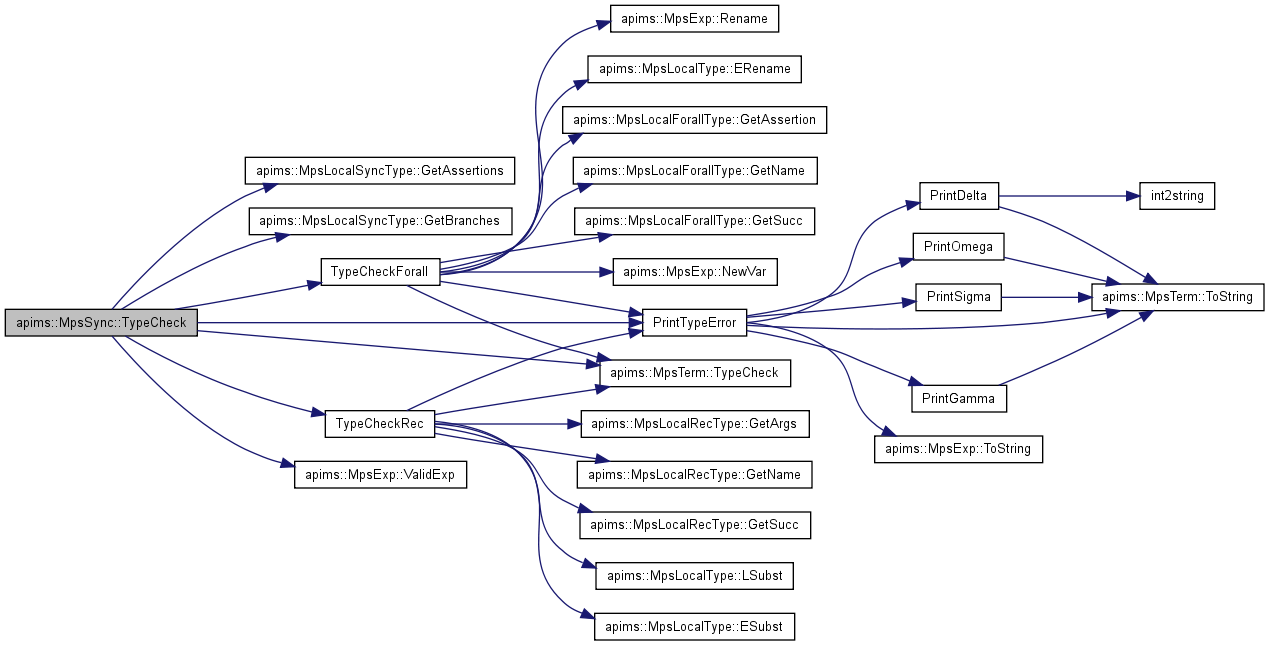 apims::MpsSync::TypeCheck
apims::MpsLocalSyncType::GetAssertions
apims::MpsLocalSyncType::GetBranches
TypeCheckForall
TypeCheckRec
apims::MpsExp::ValidExp
apims::MpsExp::Rename
apims::MpsLocalType::ERename
apims::MpsLocalForallType::GetAssertion
apims::MpsLocalForallType::GetName
apims::MpsLocalForallType::GetSucc
apims::MpsExp::NewVar
PrintTypeError
apims::MpsTerm::TypeCheck
apims::MpsLocalRecType::GetArgs
apims::MpsLocalRecType::GetName
apims::MpsLocalRecType::GetSucc
apims::MpsLocalType::LSubst
apims::MpsLocalType::ESubst
PrintDelta
PrintOmega
PrintSigma
PrintGamma
apims::MpsExp::ToString
int2string
apims::MpsTerm::ToString